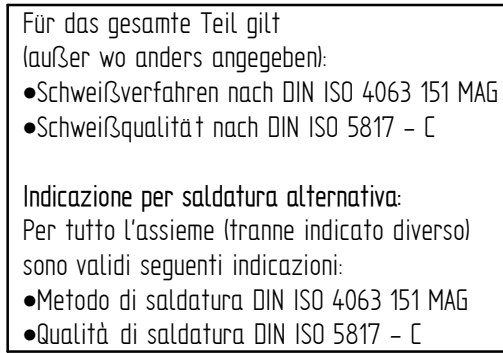 Für das gesamte Teil gilt
(außer wo anders angegeben):
•Schweißverfahren nach DIN ISO 4063 151 MAG
•Schweißqualität nach DIN ISO 5817 - C

Indicazione per saldatura alternativa:
Per tutto l'assieme (tranne indicato diverso)
sono validi seguenti indicazioni:
•Metodo di saldatura DIN ISO 4063 151 MAG
•Qualità di saldatura DIN ISO 5817 - C